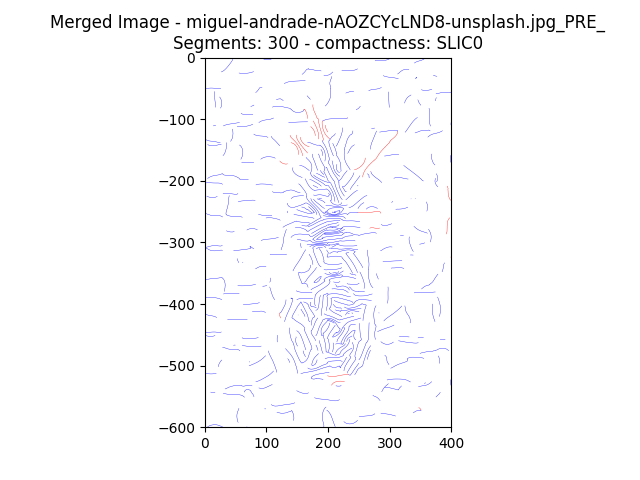 Merged Image - miguel-andrade-nAOZCYcLND8-unsplash.jpg_PRE_
Segments: 300 - compactness: SLIC0
0
−100
−200
−300
−400
−500
−600
0 100 200 300 400